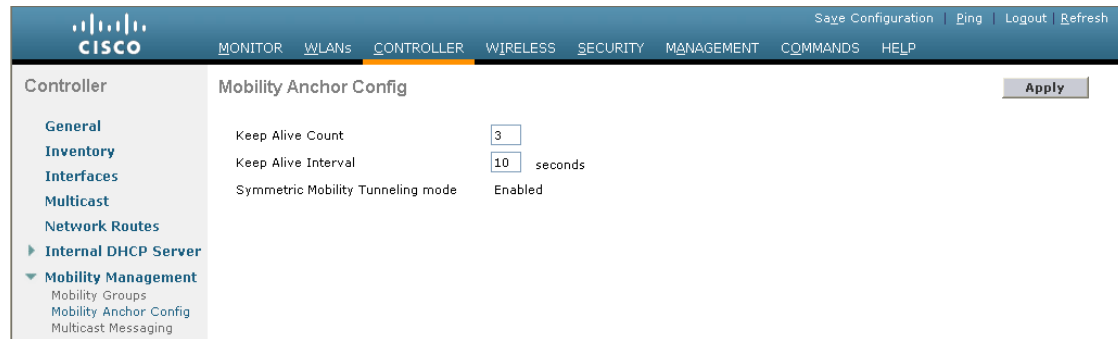 Save Configuration | Ping | Logout | Refresh
CISCO
MONITOR WLANs CONTROLLER WIRELESS SECURITY MANAGEMENT COMMANDS HELP
Controller
Mobility Anchor Config
Apply
General
Inventory
Interfaces
Multicast
Network Routes
Internal DHCP Server
Mobility Management
Mobility Groups
Mobility Anchor Config
Multicast Messaging
Keep Alive Count 3
Keep Alive Interval 10 seconds
Symmetric Mobility Tunneling mode Enabled